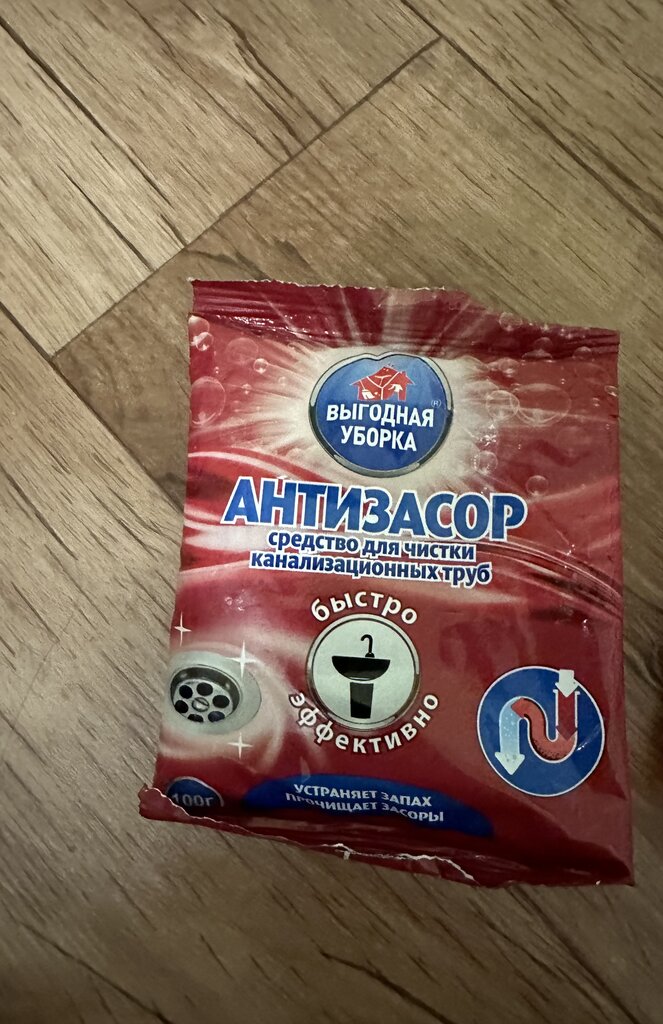 ВЫГОДНАЯ
УБОРКА
(R)
АНТИЗАСОР
средство для чистки
канализационных труб
быстро
эффективно
100г
УСТРАНЯЕТ ЗАПАХ
ПРОЧИЩАЕТ ЗАСОРЫ